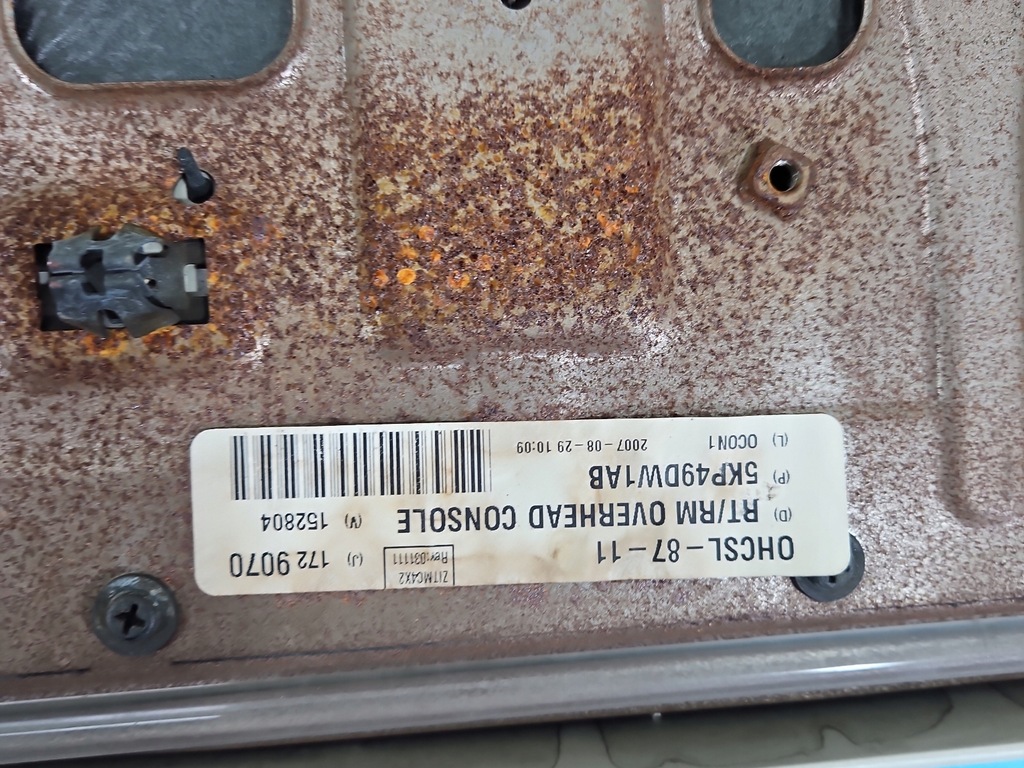 ZITMC4X2
Rev:031111
OHCSL-87-11 (J) 172 9070
(D) RT/RM OVERHEAD CONSOLE (V) 152804
(P) 5KP49DW1AB
(L) OCON1 2007-08-29 10:09